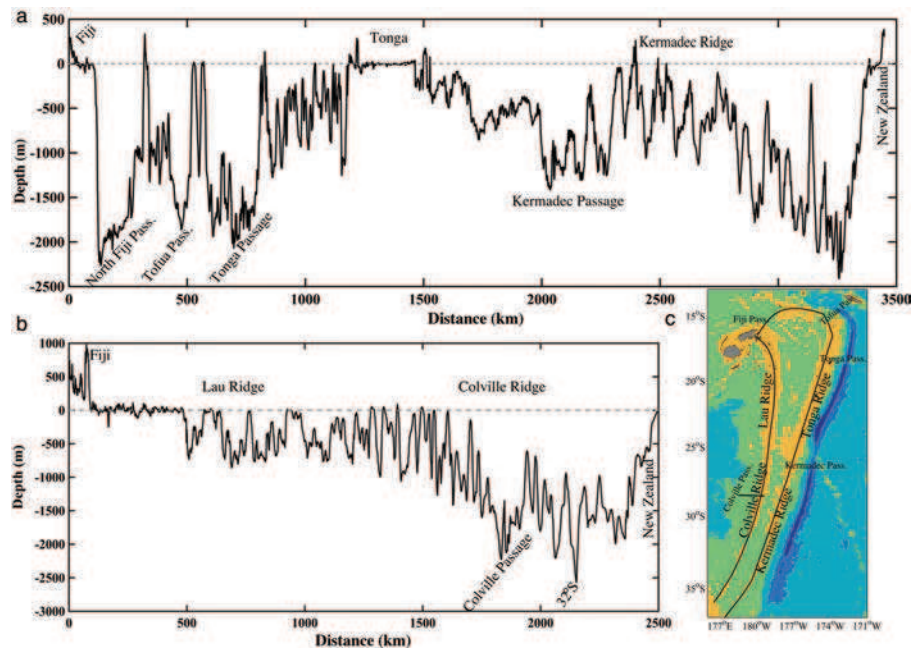 a
500
0
-500
-1000
-1500
-2000
-2500
Depth (m)
Fiji
Tonga
Kermadec Ridge
New Zealand
North Fiji Pass.
Tofua Pass.
Tonga Passage
Kermadec Passage
0
500
1000
1500
2000
2500
3500
Distance (km)
b
1000
500
0
-500
-1000
-1500
-2000
-2500
-3000
Depth (m)
Fiji
Lau Ridge
Colville Ridge
New Zealand
Colville Passage
32°S
0
500
1000
1500
2000
2500
Distance (km)
c
15°S
20°S
25°S
30°S
35°S
Fiji Pass.
Tofua Pass.
Tonga Pass.
Lau Ridge
Tonga Ridge
Kermadec Pass.
Colville Pass.
Colville Ridge
Kermadec Ridge
177°E
180°W
177°W
174°W
171°W